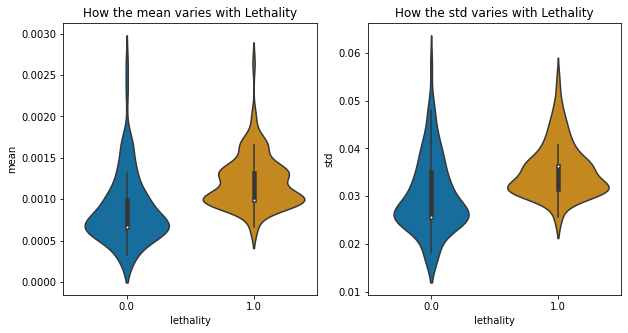 How the mean varies with Lethality
mean
0.0030
0.0025
0.0020
0.0015
0.0010
0.0005
0.0000
0.0
1.0
lethality
How the std varies with Lethality
std
0.06
0.05
0.04
0.03
0.02
0.01
0.0
1.0
lethality